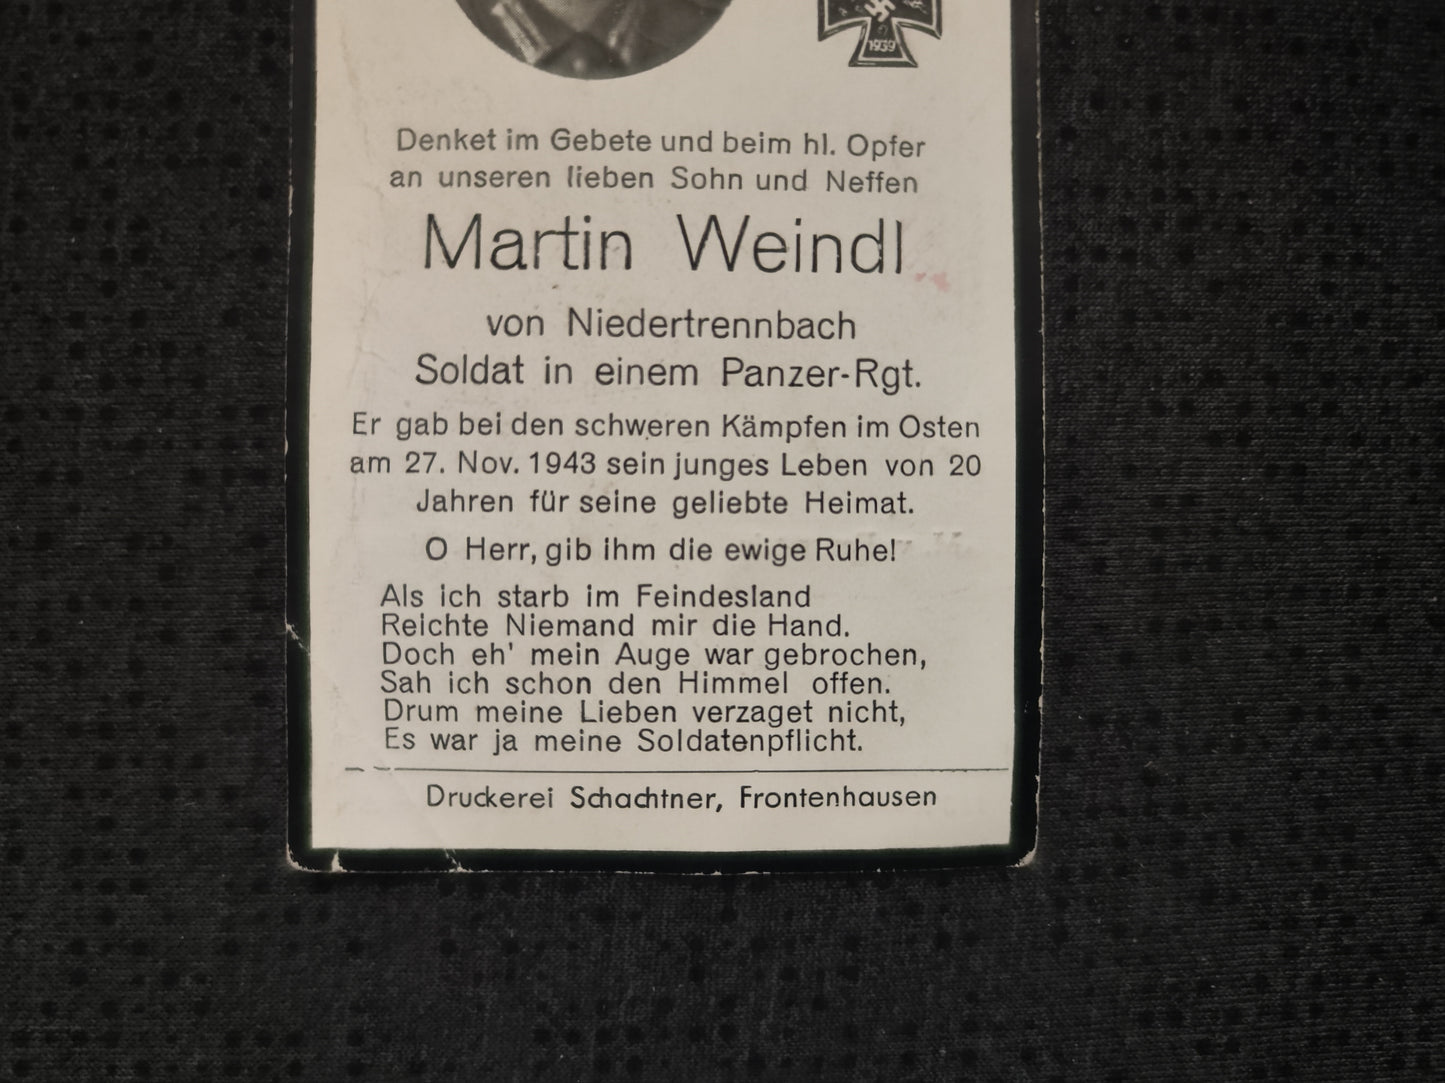 1939
Denket im Gebete und beim hl. Opfer
an unseren lieben Sohn und Neffen
Martin Weindl
von Niedertrennbach
Soldat in einem Panzer-Rgt.
Er gab bei den schweren Kämpfen im Osten
am 27. Nov. 1943 sein junges Leben von 20
Jahren für seine geliebte Heimat.
O Herr, gib ihm die ewige Ruhe!
Als ich starb im Feindesland
Reichte Niemand mir die Hand.
Doch eh' mein Auge war gebrochen,
Sah ich schon den Himmel offen.
Drum meine Lieben verzaget nicht,
Es war ja meine Soldatenpflicht.
Druckerei Schachtner, Frontenhausen